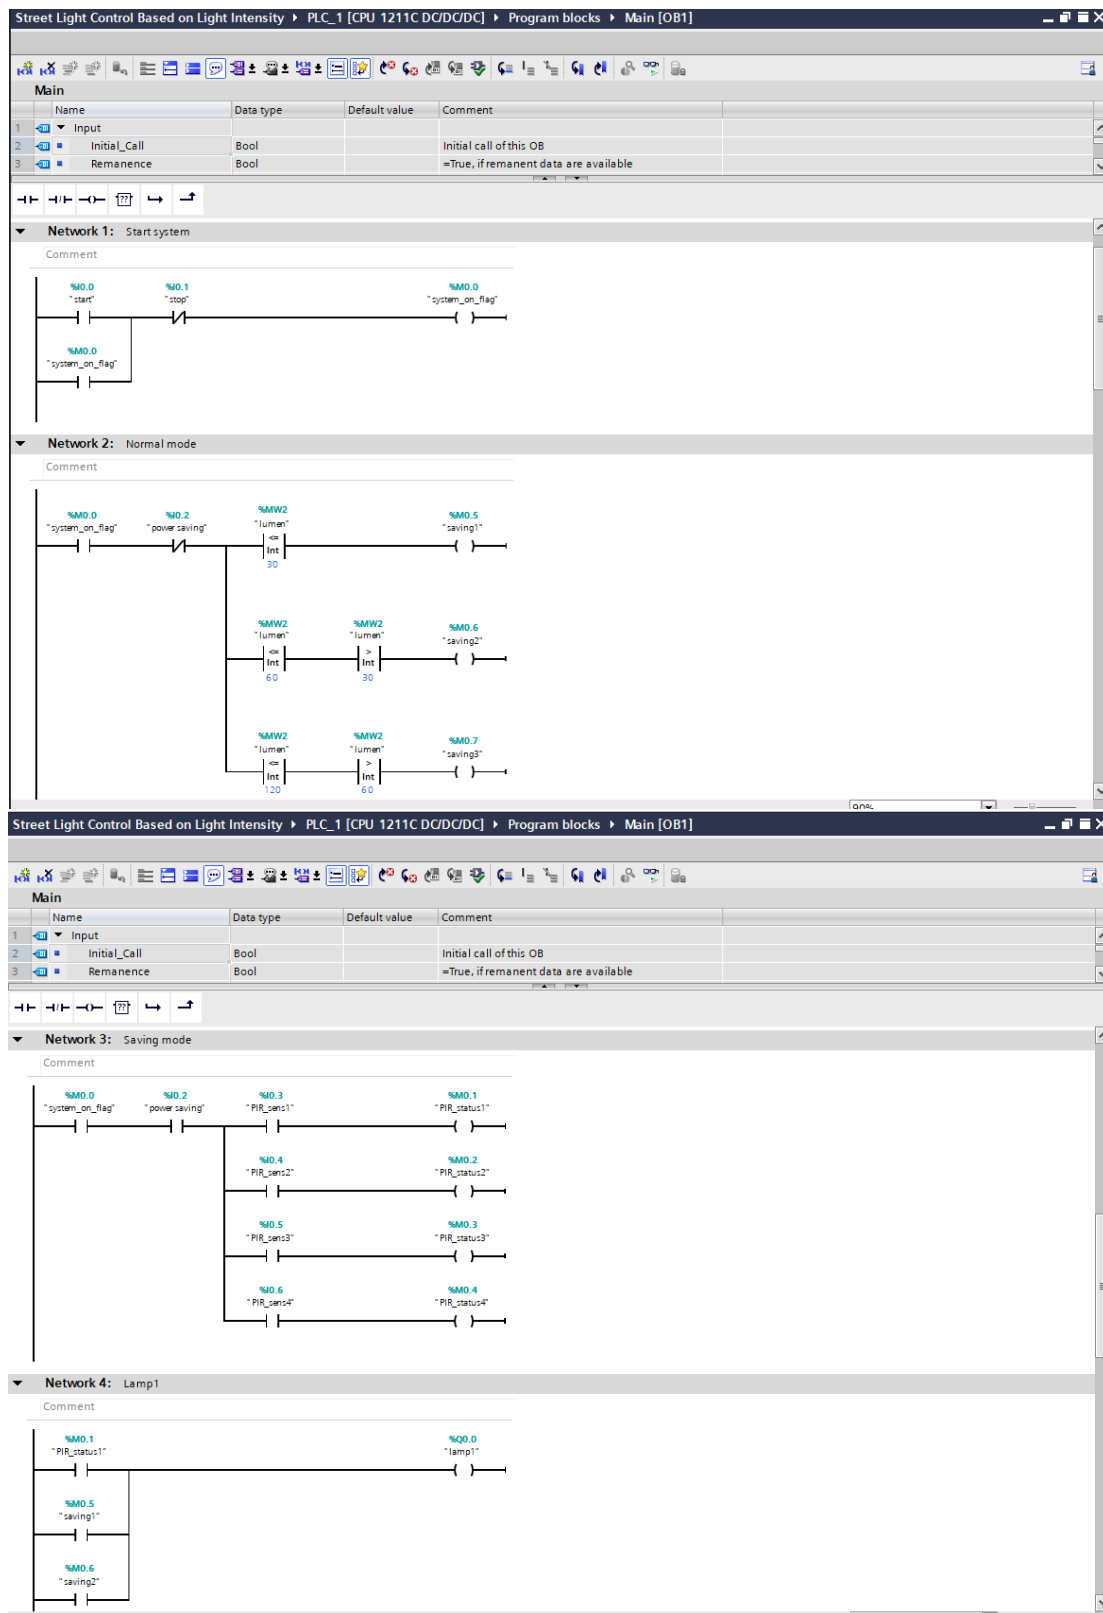 Street Light Control Based on Light Intensity ▸ PLC_1 [CPU 1211C DC/DC/DC] ▸ Program blocks ▸ Main [OB1]
Main
Name Data type Default value Comment
1 Input
2 Initial_Call Bool Initial call of this OB
3 Remanence Bool =True, if remanent data are available
??
Network 1: Start system
Comment
%I0.0 %I0.1 %M0.0
"start" "stop" "system_on_flag"
%M0.0
"system_on_flag"
Network 2: Normal mode
Comment
%M0.0 %I0.2 %MW2 %M0.5
"system_on_flag" "power saving" "lumen" "saving1"
<=
Int
30
%MW2 %MW2 %M0.6
"lumen" "lumen" "saving2"
<= >
Int Int
60 30
%MW2 %MW2 %M0.7
"lumen" "lumen" "saving3"
<= >
Int Int
120 60
90%
Street Light Control Based on Light Intensity ▸ PLC_1 [CPU 1211C DC/DC/DC] ▸ Program blocks ▸ Main [OB1]
Main
Name Data type Default value Comment
1 Input
2 Initial_Call Bool Initial call of this OB
3 Remanence Bool =True, if remanent data are available
??
Network 3: Saving mode
Comment
%M0.0 %I0.2 %I0.3 %M0.1
"system_on_flag" "power saving" "PIR_sens1" "PIR_status1"
%I0.4 %M0.2
"PIR_sens2" "PIR_status2"
%I0.5 %M0.3
"PIR_sens3" "PIR_status3"
%I0.6 %M0.4
"PIR_sens4" "PIR_status4"
Network 4: Lamp1
Comment
%M0.1 %Q0.0
"PIR_status1" "lamp1"
%M0.5
"saving1"
%M0.6
"saving2"